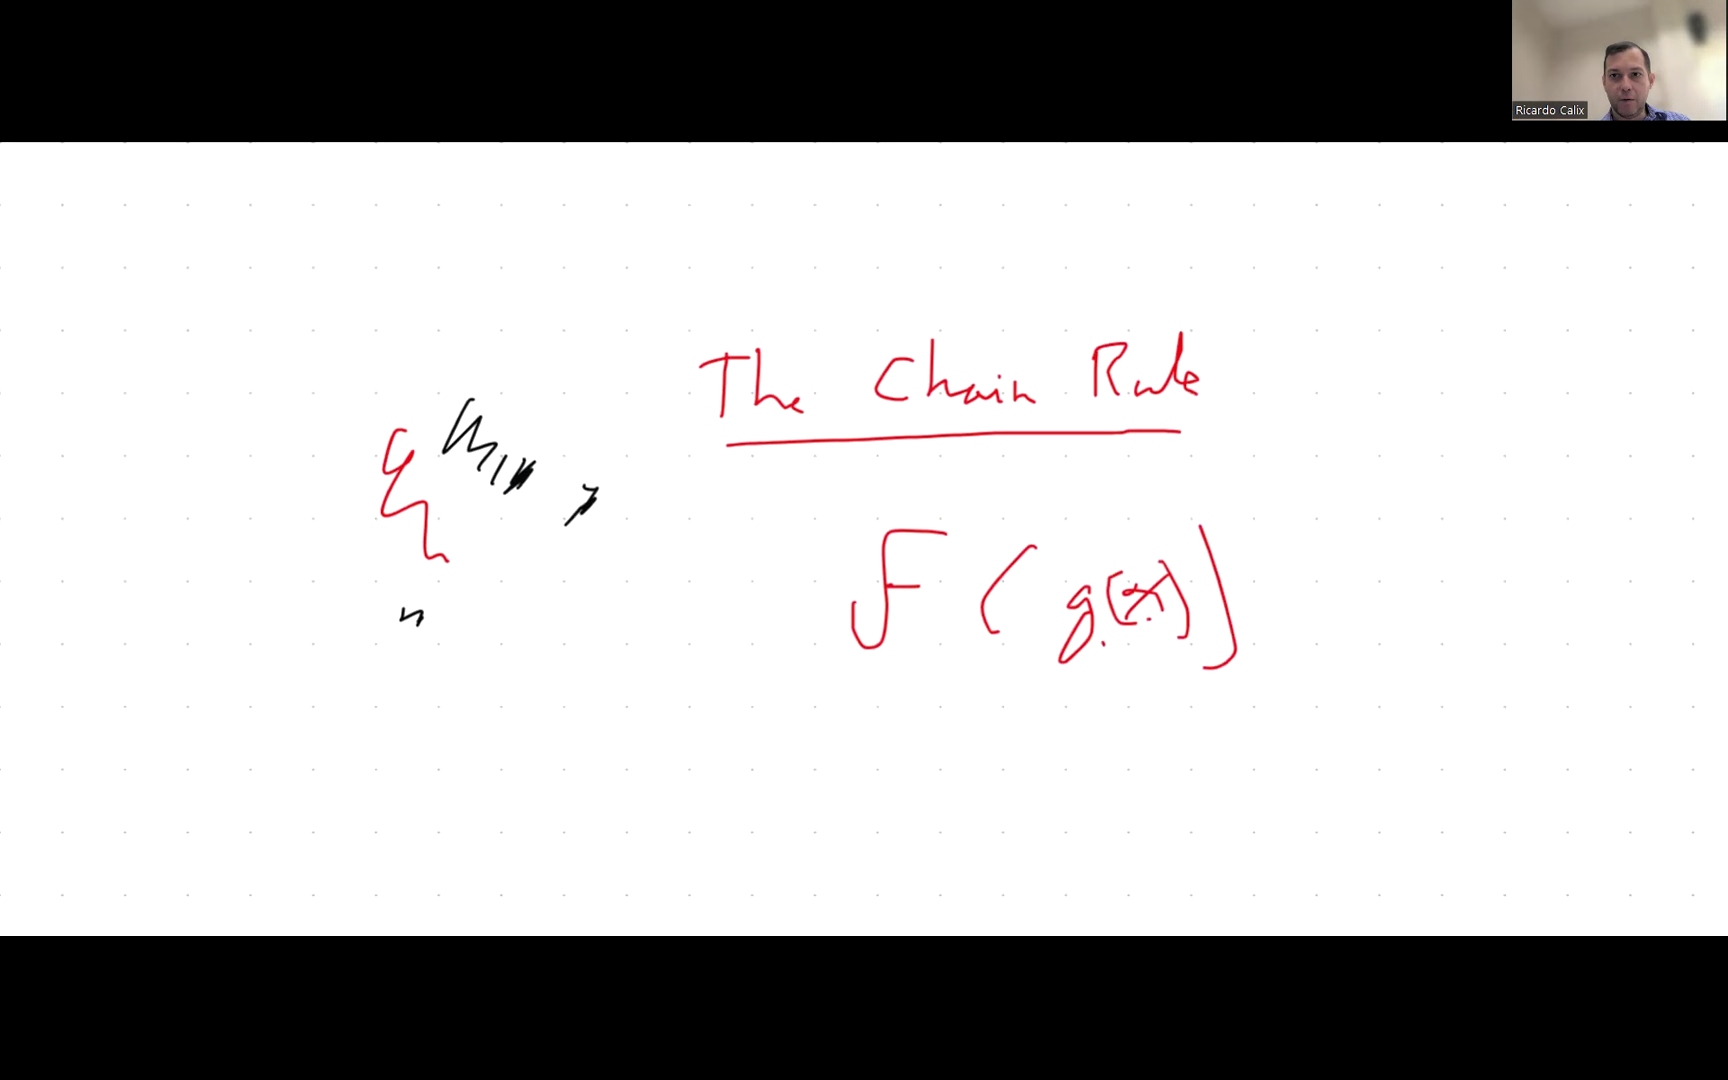 Ricardo Calix
The Chain Rule
F(g(x))